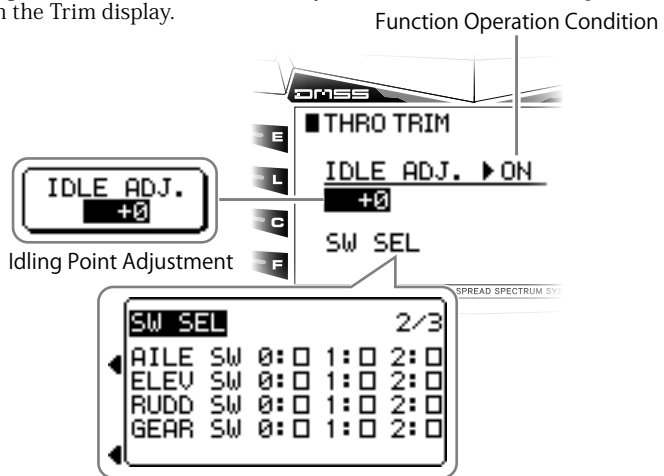 n the Trim display.
Function Operation Condition
DMSS
E
THRO TRIM
L
IDLE ADJ. ▶ON
+0
IDLE ADJ.
+0
C
SW SEL
Idling Point Adjustment
F
SPREAD SPECTRUM SY
SW SEL 2/3
AILE SW 0:□ 1:□ 2:□
ELEV SW 0:□ 1:□ 2:□
RUDD SW 0:□ 1:□ 2:□
GEAR SW 0:□ 1:□ 2:□